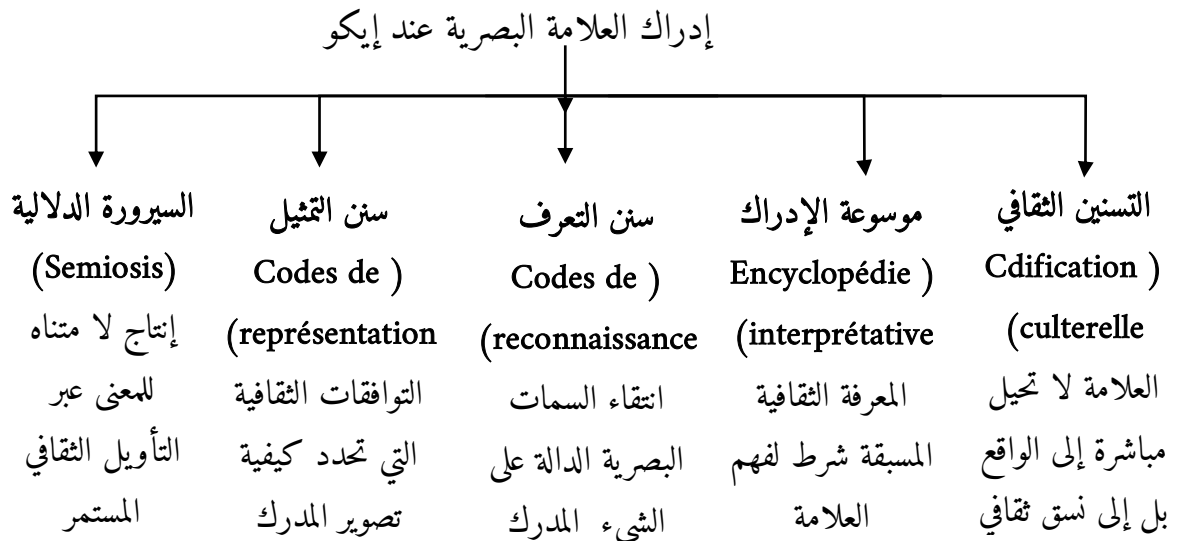 إدراك العلامة البصرية عند إيكو
التسنين الثقافي
( Cdification
culterelle)
العلامة لا تحيل
مباشرة إلى الواقع
بل إلى نسق ثقافي
موسوعة الإدراك
( Encyclopédie
interprétative)
المعرفة الثقافية
المسبقة شرط لفهم
العلامة
سنن التعرف
( Codes de
reconnaissance)
انتقاء السمات
البصرية الدالة على
الشيء المدرك
سنن التمثيل
( Codes de
représentation)
التوافقات الثقافية
التي تحدد كيفية
تصوير المدرك
السيرورة الدلالية
(Semiosis)
إنتاج لا متناه
للمعنى عبر
التأويل الثقافي
المستمر